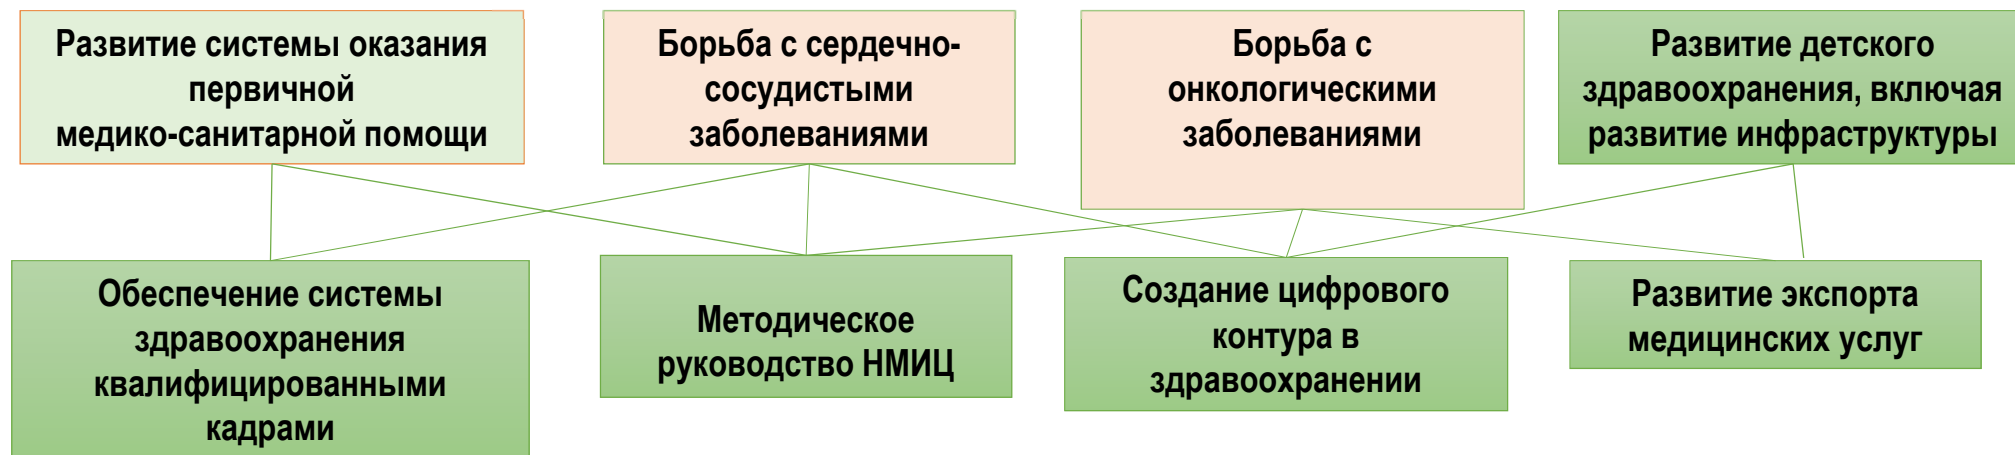 Развитие системы оказания
первичной
медико-санитарной помощи
Борьба с сердечно-
сосудистыми
заболеваниями
Борьба с
онкологическими
заболеваниями
Развитие детского
здравоохранения, включая
развитие инфраструктуры
Обеспечение системы
здравоохранения
квалифицированными
кадрами
Методическое
руководство НМИЦ
Создание цифрового
контура в
здравоохранении
Развитие экспорта
медицинских услуг